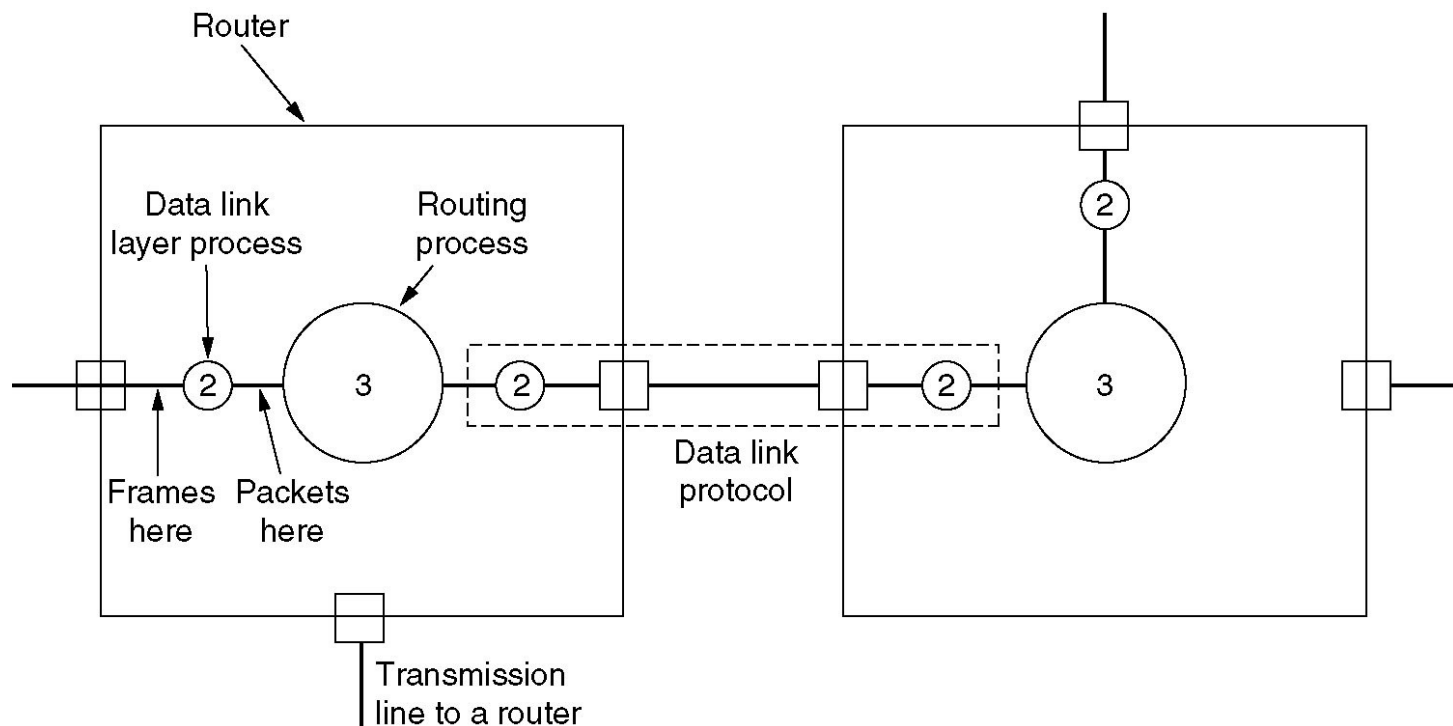 Router
Data link
layer process
Routing
process
2
2
3
2
2
3
Frames
here
Packets
here
Data link
protocol
Transmission
line to a router